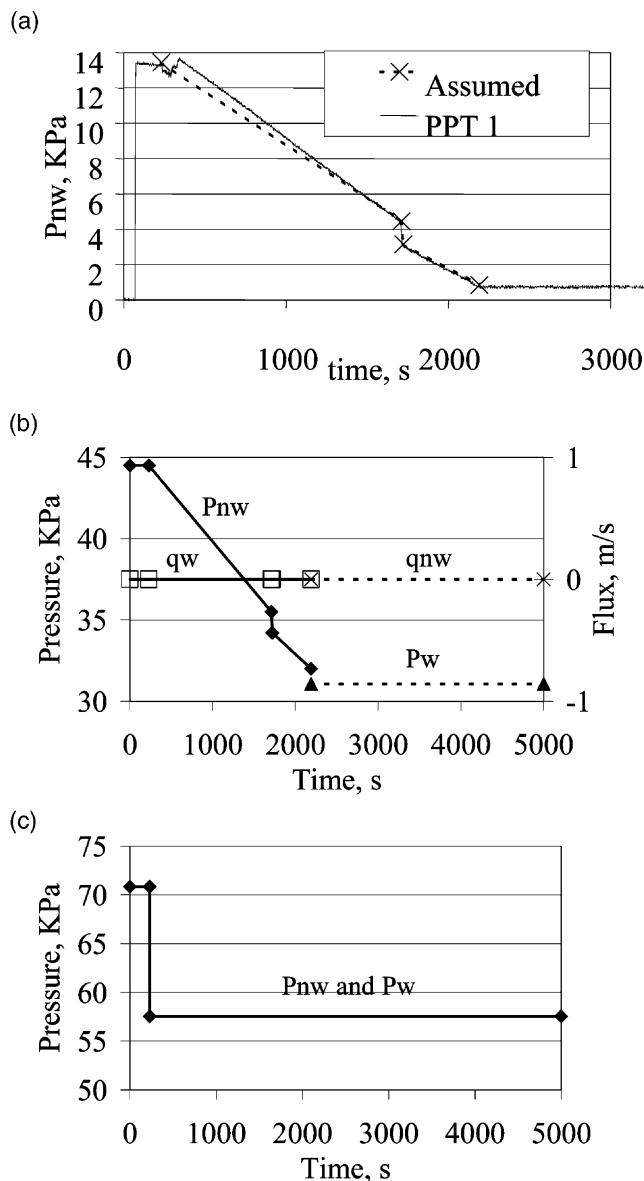 (a)
14
12
10
8
6
4
2
0
Pnw, KPa
Assumed
PPT 1
0
1000
2000
3000
time, s
(b)
45
40
35
30
Pressure, KPa
Pnw
qw
qnw
Pw
1
0
-1
Flux, m/s
0
1000
2000
3000
4000
5000
Time, s
(c)
75
70
65
60
55
50
Pressure, KPa
Pnw and Pw
0
1000
2000
3000
4000
5000
Time, s